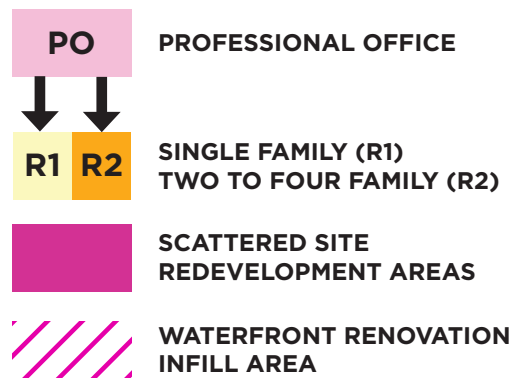 PO
PROFESSIONAL OFFICE
R1 R2
SINGLE FAMILY (R1)
TWO TO FOUR FAMILY (R2)
SCATTERED SITE
REDEVELOPMENT AREAS
WATERFRONT RENOVATION
INFILL AREA